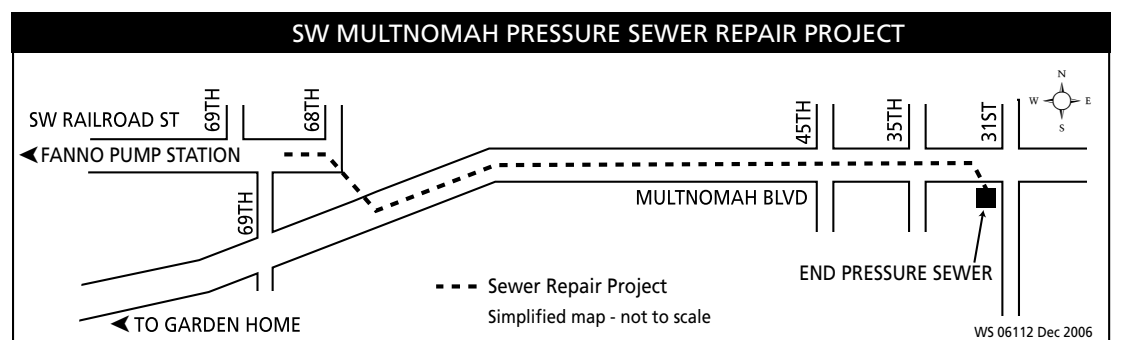 SW MULTNOMAH PRESSURE SEWER REPAIR PROJECT
N
W E
S
SW RAILROAD ST
69TH
68TH
45TH
35TH
31ST
FANNO PUMP STATION
69TH
MULTNOMAH BLVD
END PRESSURE SEWER
Sewer Repair Project
Simplified map - not to scale
TO GARDEN HOME
WS 06112 Dec 2006